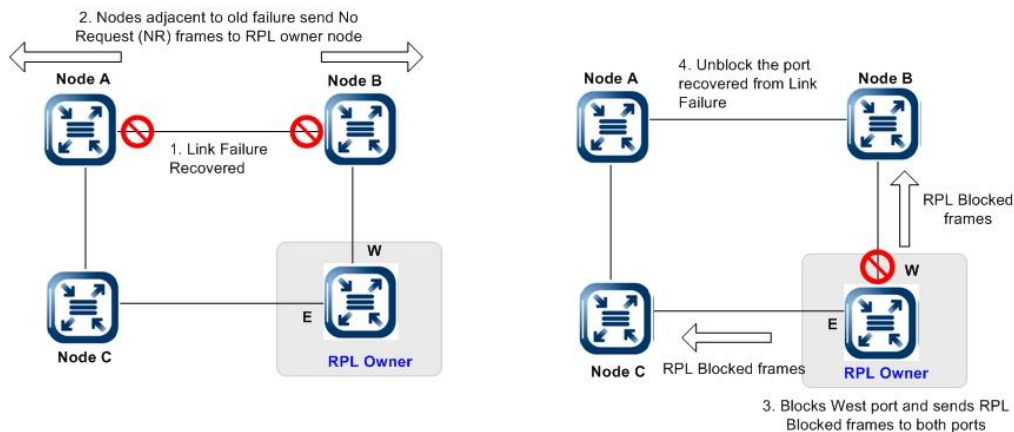 2. Nodes adjacent to old failure send No
Request (NR) frames to RPL owner node
Node A
Node B
1. Link Failure
Recovered
W
E
Node C
RPL Owner
Node A
4. Unblock the port
recovered from Link
Failure
Node B
RPL Blocked
frames
W
E
Node C
RPL Blocked frames
RPL Owner
3. Blocks West port and sends RPL
Blocked frames to both ports